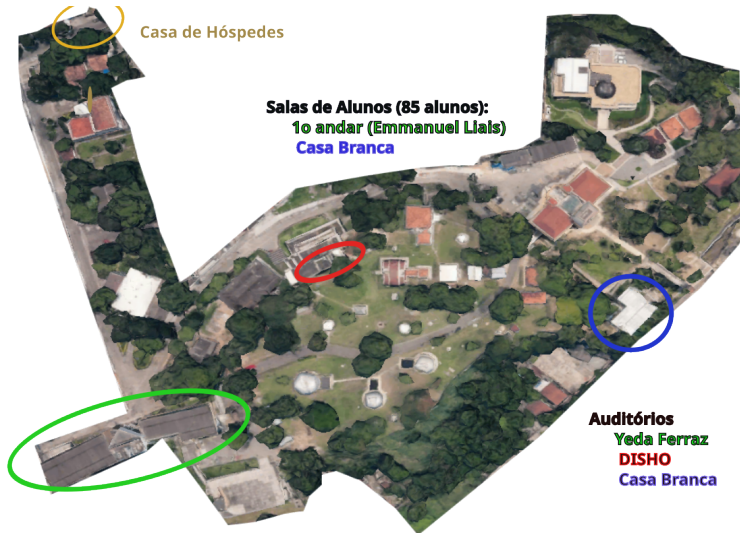 Casa de Hóspedes
Salas de Alunos (85 alunos):
1o andar (Emmanuel Liais)
Casa Branca
Auditórios
Yeda Ferraz
DISHO
Casa Branca